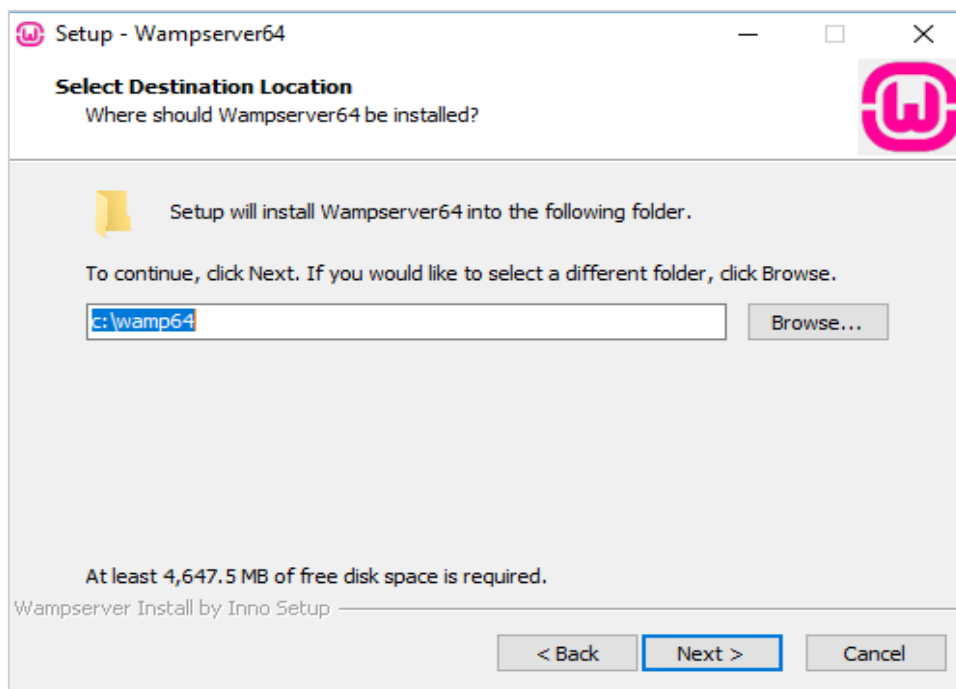 Setup - Wampserver64
Select Destination Location
Where should Wampserver64 be installed?
Setup will install Wampserver64 into the following folder.
To continue, click Next. If you would like to select a different folder, click Browse.
c:\wamp64
Browse...
At least 4,647.5 MB of free disk space is required.
Wampserver Install by Inno Setup
< Back Next > Cancel